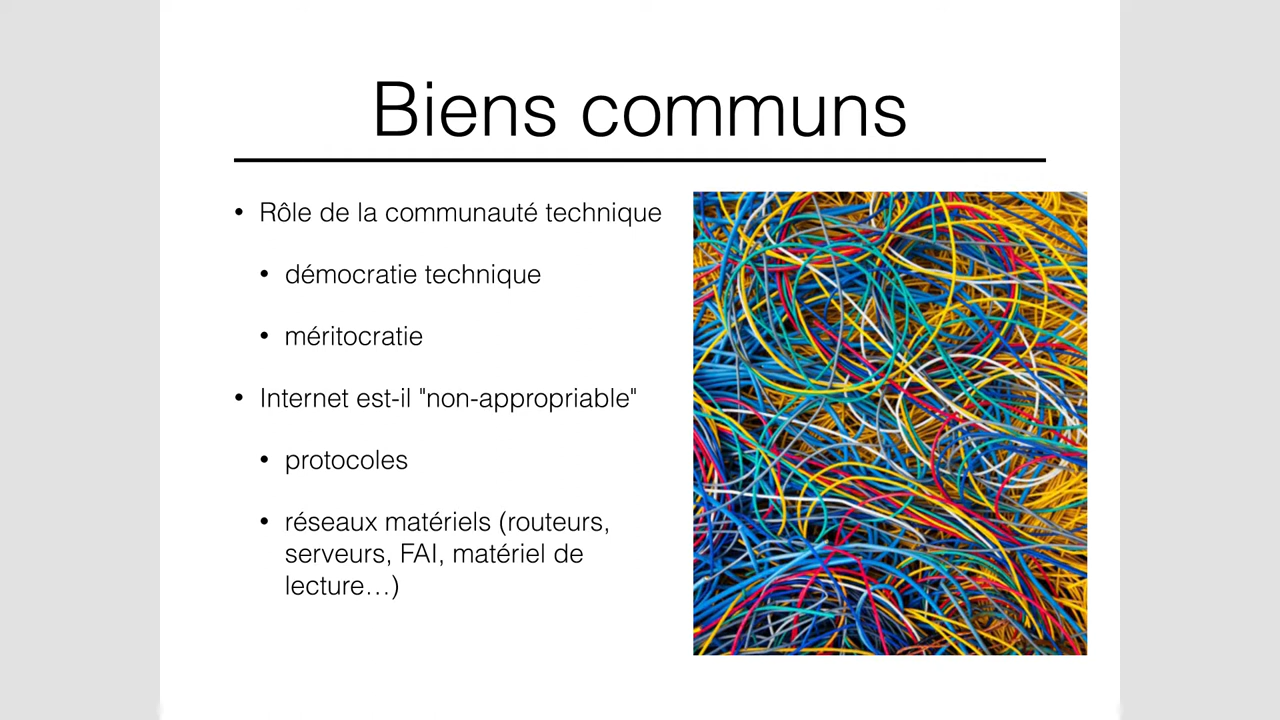 Biens communs
• Rôle de la communauté technique
• démocratie technique
• méritocratie
• Internet est-il "non-appropriable"
• protocoles
• réseaux matériels (routeurs,
serveurs, FAI, matériel de
lecture…)